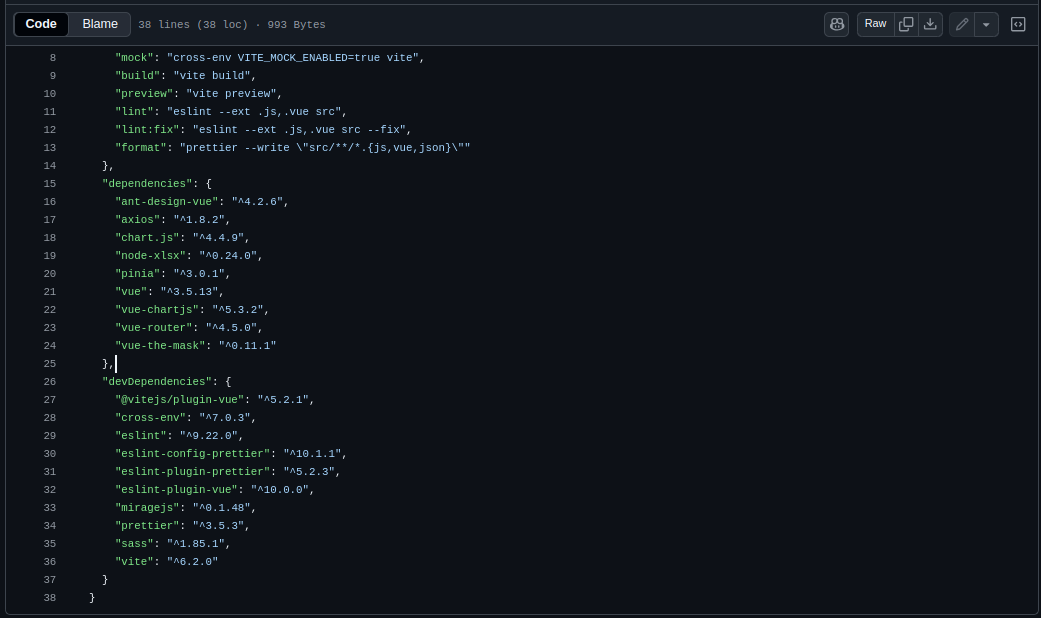 Code Blame 38 lines (38 loc) · 993 Bytes Raw
8 "mock": "cross-env VITE_MOCK_ENABLED=true vite",
9 "build": "vite build",
10 "preview": "vite preview",
11 "lint": "eslint --ext .js,.vue src",
12 "lint:fix": "eslint --ext .js,.vue src --fix",
13 "format": "prettier --write \"src/**/*.{js,vue,json}\""
14 },
15 "dependencies": {
16 "ant-design-vue": "^4.2.6",
17 "axios": "^1.8.2",
18 "chart.js": "^4.4.9",
19 "node-xlsx": "^0.24.0",
20 "pinia": "^3.0.1",
21 "vue": "^3.5.13",
22 "vue-chartjs": "^5.3.2",
23 "vue-router": "^4.5.0",
24 "vue-the-mask": "^0.11.1"
25 },
26 "devDependencies": {
27 "@vitejs/plugin-vue": "^5.2.1",
28 "cross-env": "^7.0.3",
29 "eslint": "^9.22.0",
30 "eslint-config-prettier": "^10.1.1",
31 "eslint-plugin-prettier": "^5.2.3",
32 "eslint-plugin-vue": "^10.0.0",
33 "miragejs": "^0.1.48",
34 "prettier": "^3.5.3",
35 "sass": "^1.85.1",
36 "vite": "^6.2.0"
37 }
38 }